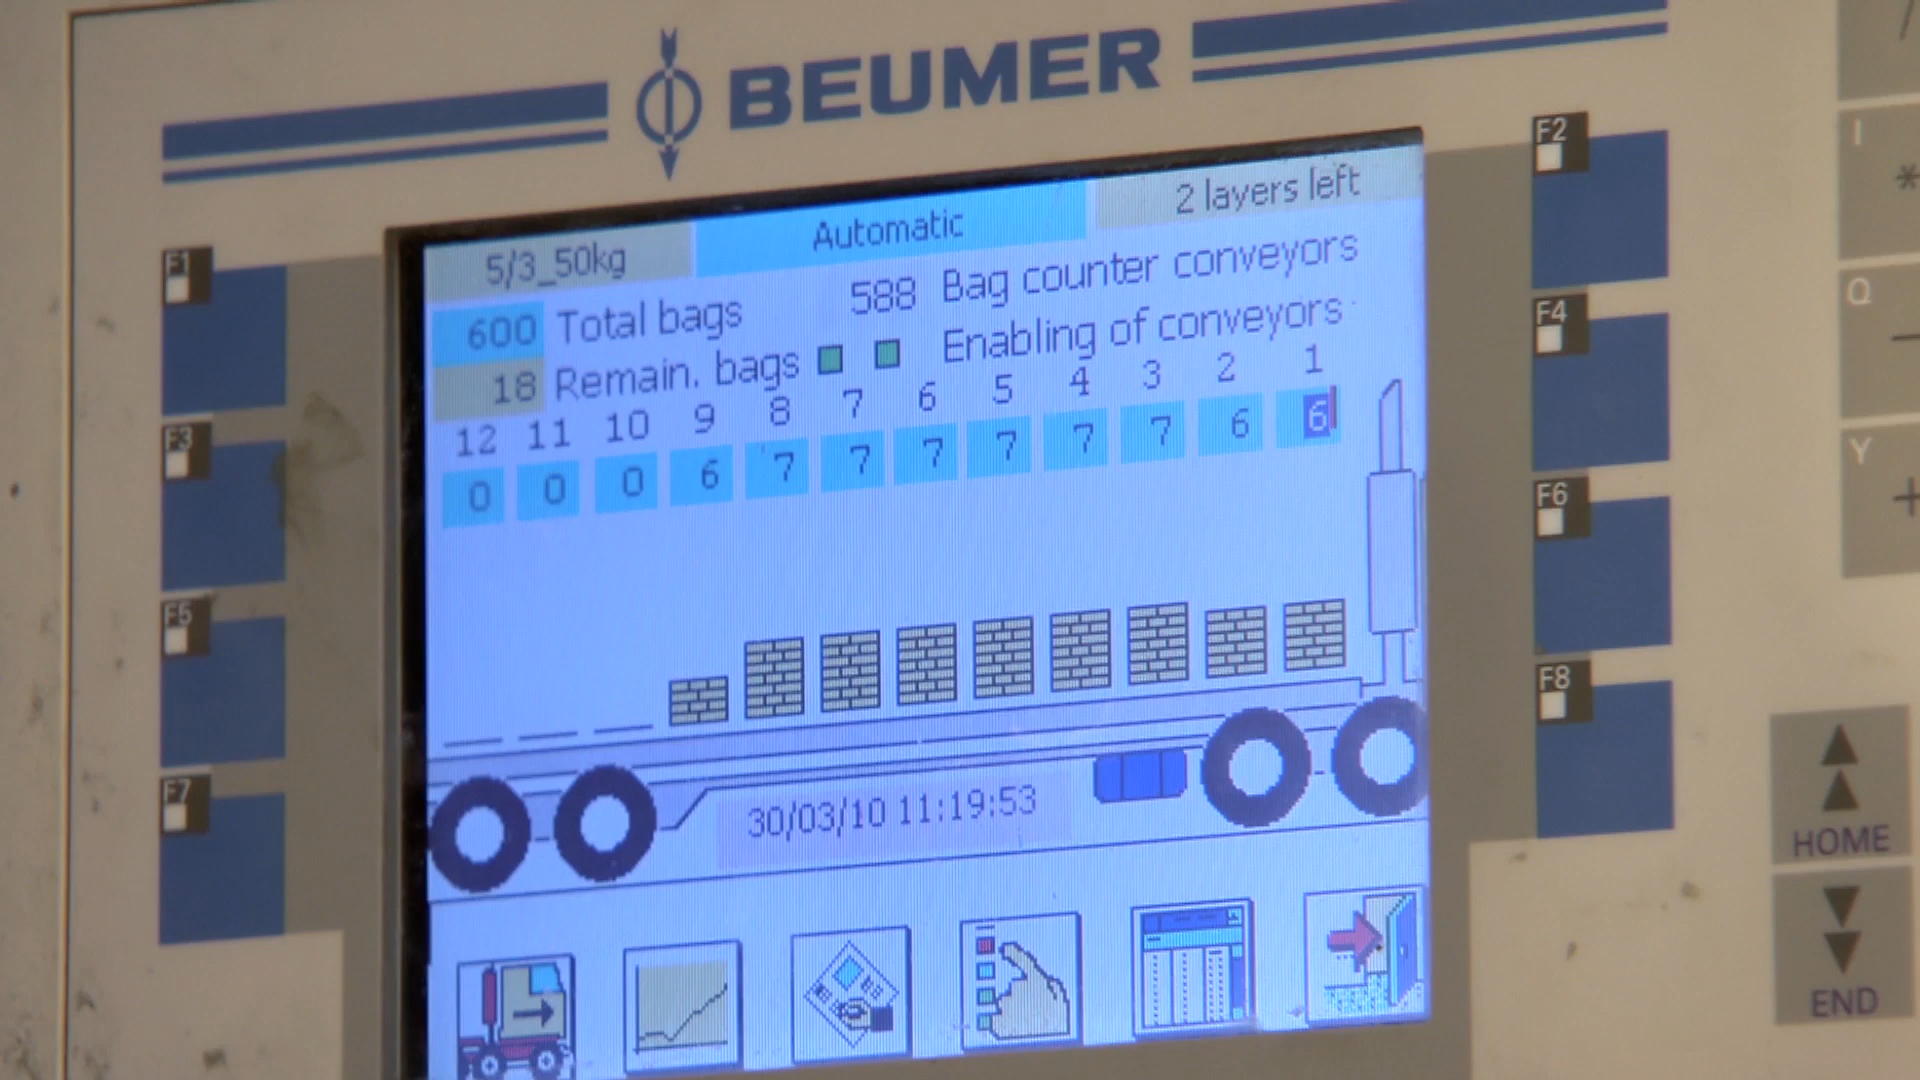 BEUMER
5/3_50kg Automatic 2 layers left
600 Total bags 588 Bag counter conveyors
18 Remain. bags Enabling of conveyors
12 11 10 9 8 7 6 5 4 3 2 1
0 0 0 6 7 7 7 7 7 7 6 6
30/03/10 11:19:53
F1
F3
F5
F7
F2
F4
F6
F8
I
*
Q
−
Y
+
HOME
END